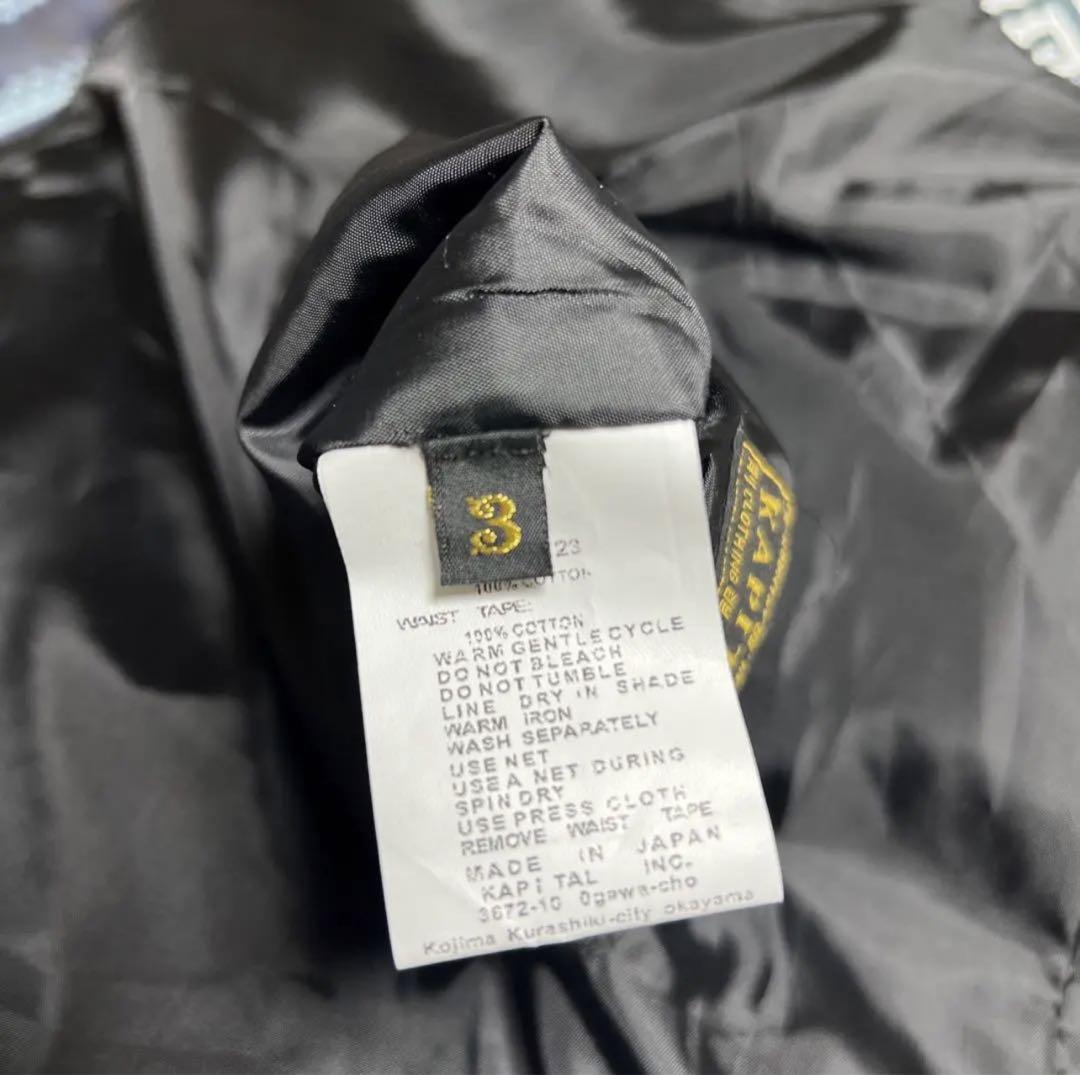 3
23
100% COTTON
WAIST TAPE:
100% COTTON
WARM GENTLE CYCLE
DO NOT BLEACH
DO NOT TUMBLE
LINE DRY IN SHADE
WARM IRON
WASH SEPARATELY
USE NET
USE A NET DURING
SPIN DRY
USE PRESS CLOTH
REMOVE WAIST TAPE
MADE IN JAPAN
KAPITAL INC.
3672-10 Ogawa-cho
Kojima Kurashiki-city okayama
KAPI
CLOTHING